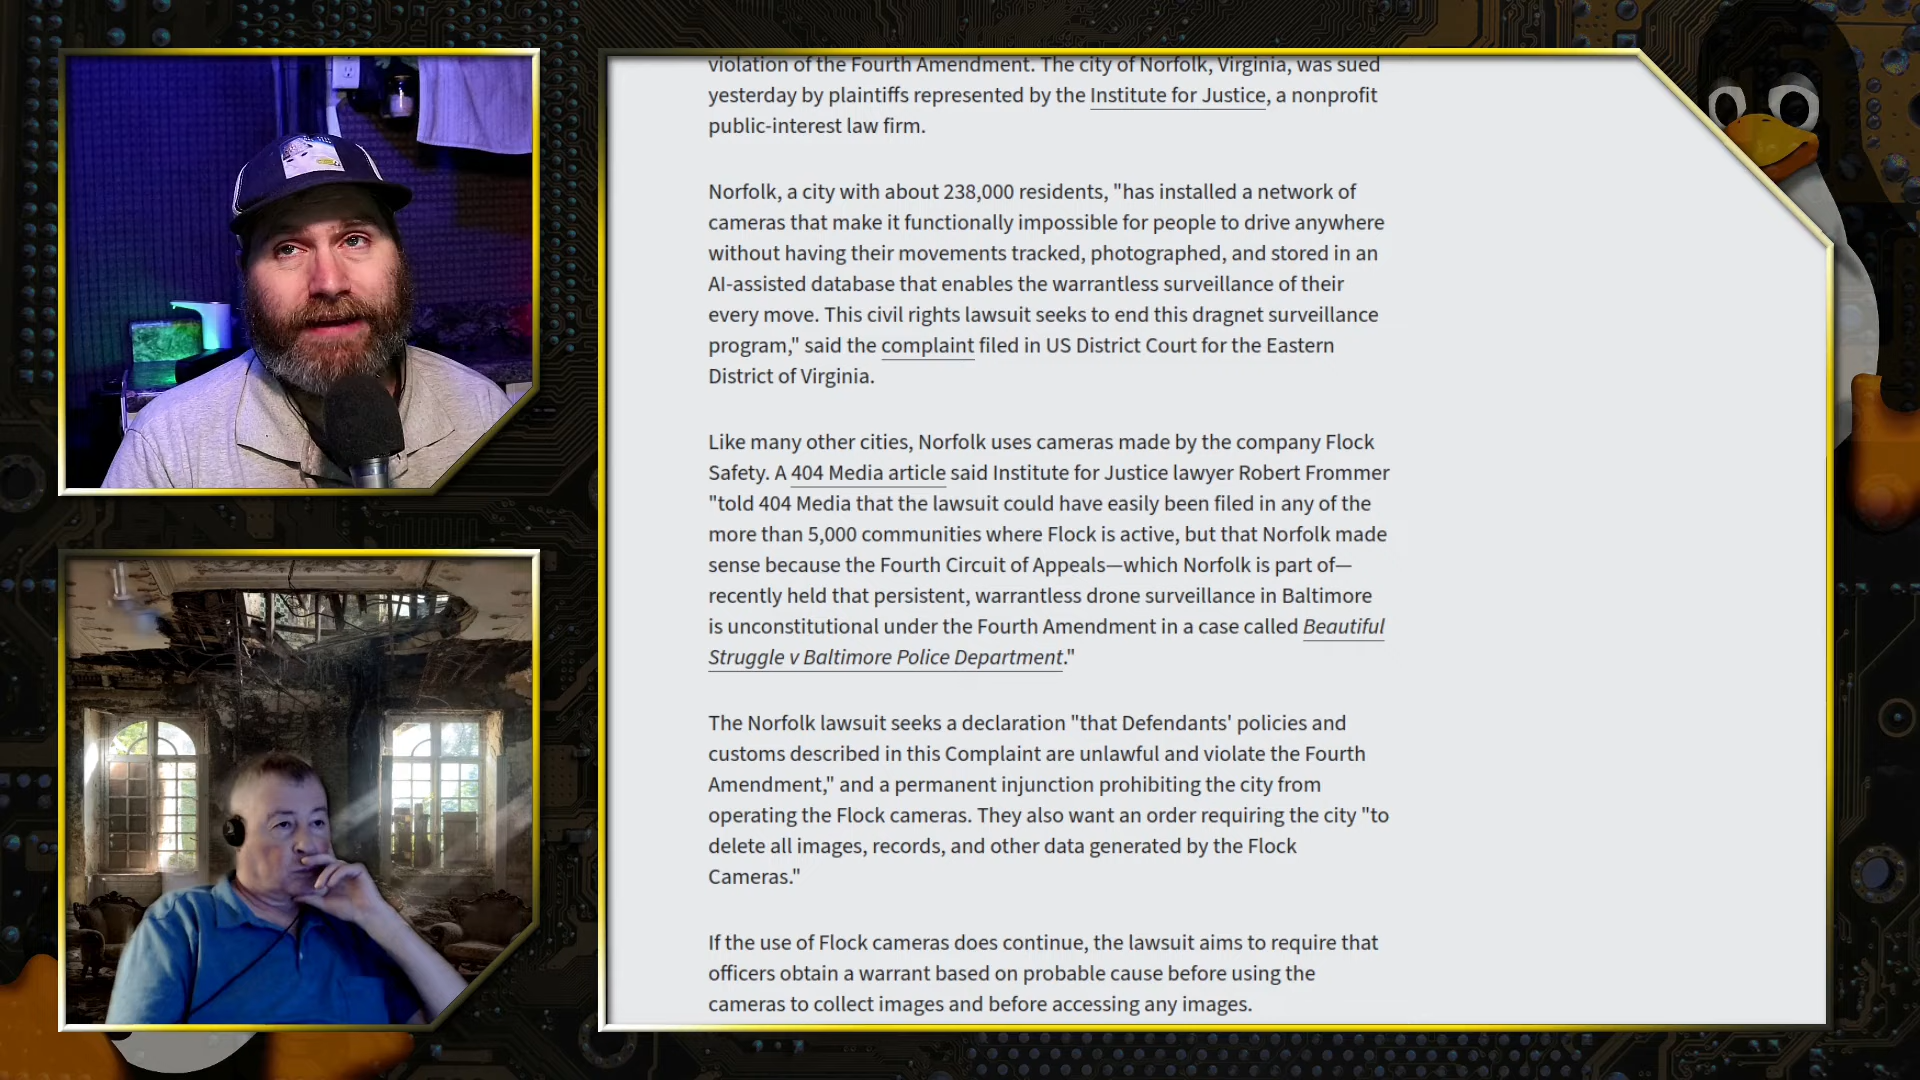 violation of the Fourth Amendment. The city of Norfolk, Virginia, was sued
yesterday by plaintiffs represented by the Institute for Justice, a nonprofit
public-interest law firm.
Norfolk, a city with about 238,000 residents, "has installed a network of
cameras that make it functionally impossible for people to drive anywhere
without having their movements tracked, photographed, and stored in an
AI-assisted database that enables the warrantless surveillance of their
every move. This civil rights lawsuit seeks to end this dragnet surveillance
program," said the complaint filed in US District Court for the Eastern
District of Virginia.
Like many other cities, Norfolk uses cameras made by the company Flock
Safety. A 404 Media article said Institute for Justice lawyer Robert Frommer
"told 404 Media that the lawsuit could have easily been filed in any of the
more than 5,000 communities where Flock is active, but that Norfolk made
sense because the Fourth Circuit of Appeals—which Norfolk is part of—
recently held that persistent, warrantless drone surveillance in Baltimore
is unconstitutional under the Fourth Amendment in a case called Beautiful
Struggle v Baltimore Police Department."
The Norfolk lawsuit seeks a declaration "that Defendants' policies and
customs described in this Complaint are unlawful and violate the Fourth
Amendment," and a permanent injunction prohibiting the city from
operating the Flock cameras. They also want an order requiring the city "to
delete all images, records, and other data generated by the Flock
Cameras."
If the use of Flock cameras does continue, the lawsuit aims to require that
officers obtain a warrant based on probable cause before using the
cameras to collect images and before accessing any images.